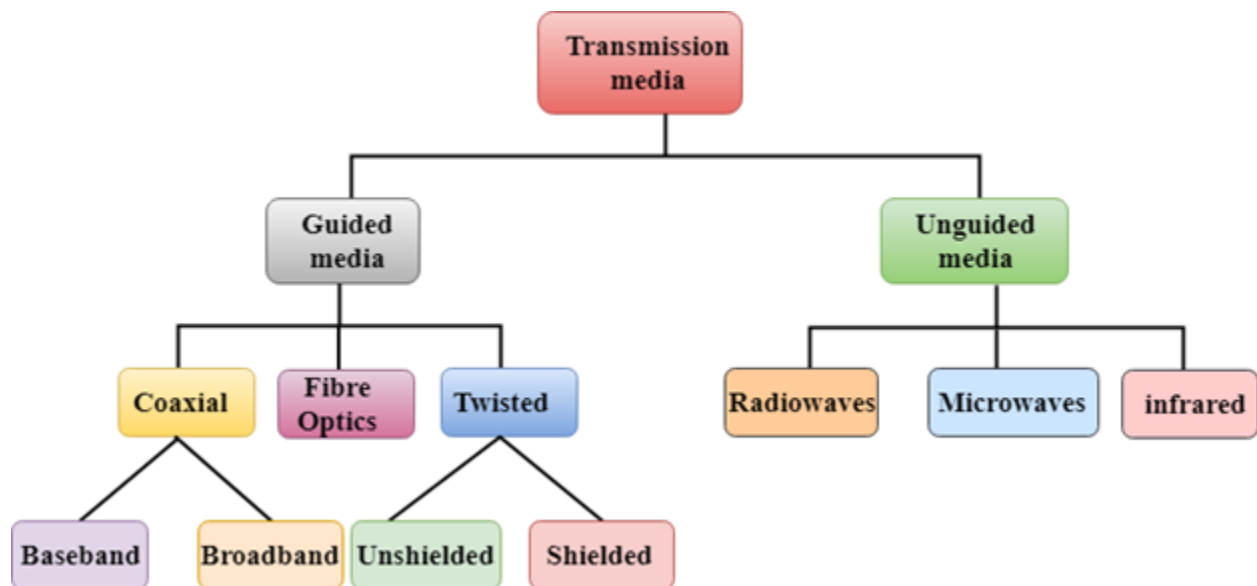 Transmission
media
Guided
media
Unguided
media
Coaxial
Fibre
Optics
Twisted
Radiowaves
Microwaves
infrared
Baseband
Broadband
Unshielded
Shielded